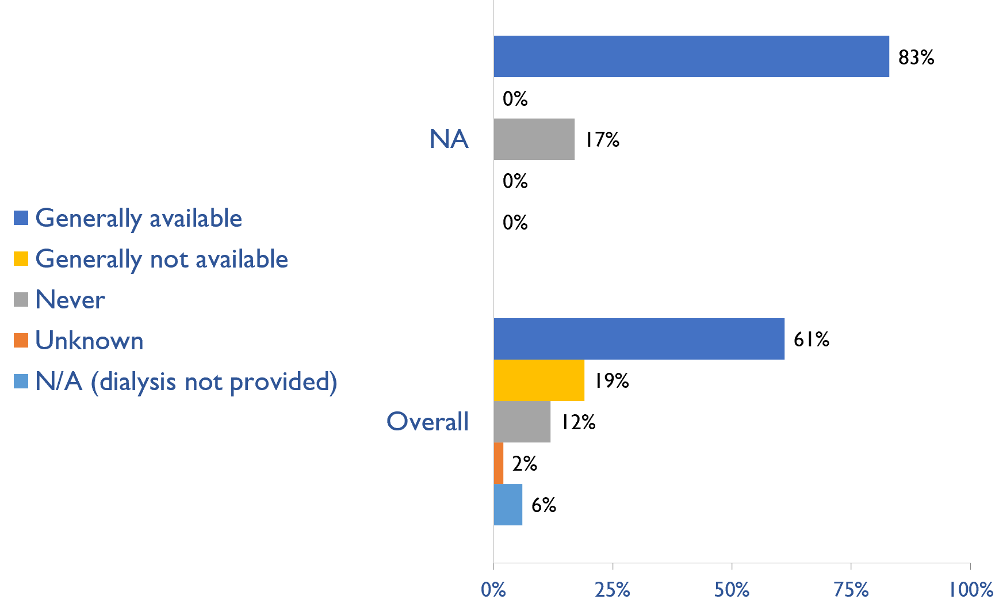 83%
0%
NA
17%
0%
0%
Generally available
Generally not available
Never
Unknown
N/A (dialysis not provided)
61%
19%
Overall
12%
2%
6%
0%
25%
50%
75%
100%